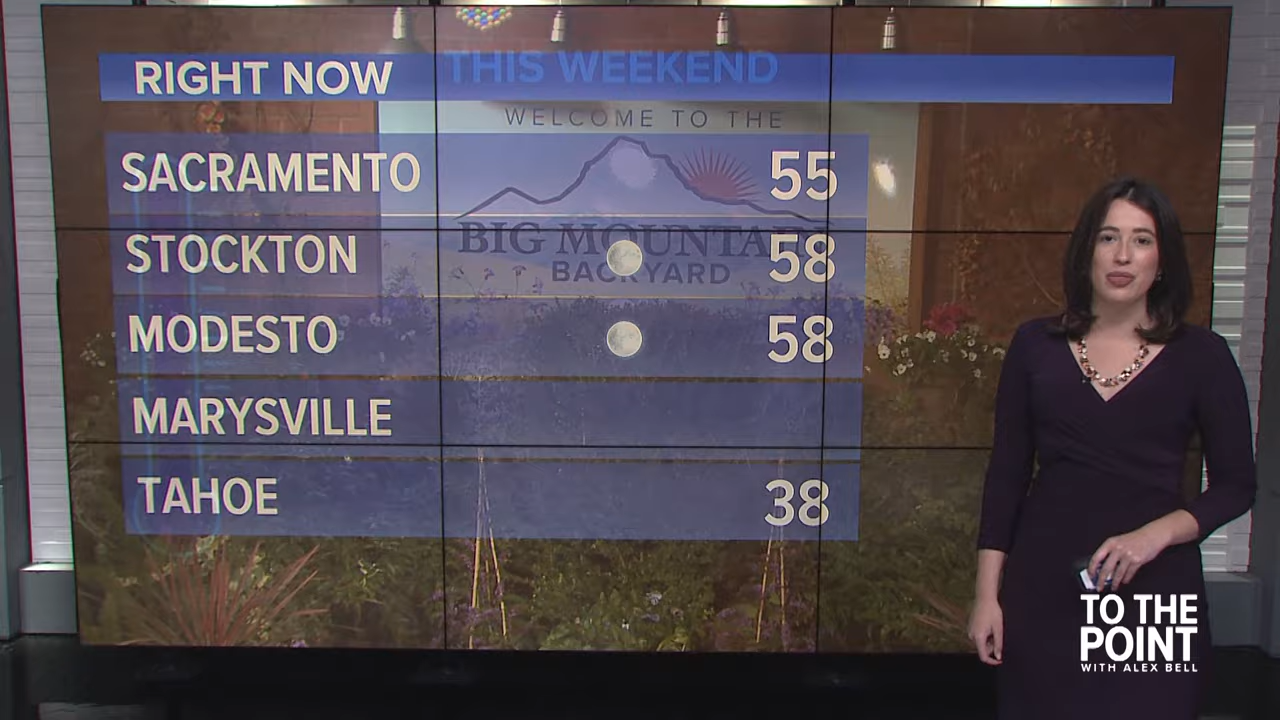 RIGHT NOW
THIS WEEKEND
WELCOME TO THE
SACRAMENTO 55
BIG MOUNTAIN
BACKYARD
STOCKTON 58
MODESTO 58
MARYSVILLE
TAHOE 38
TO THE
POINT
WITH ALEX BELL